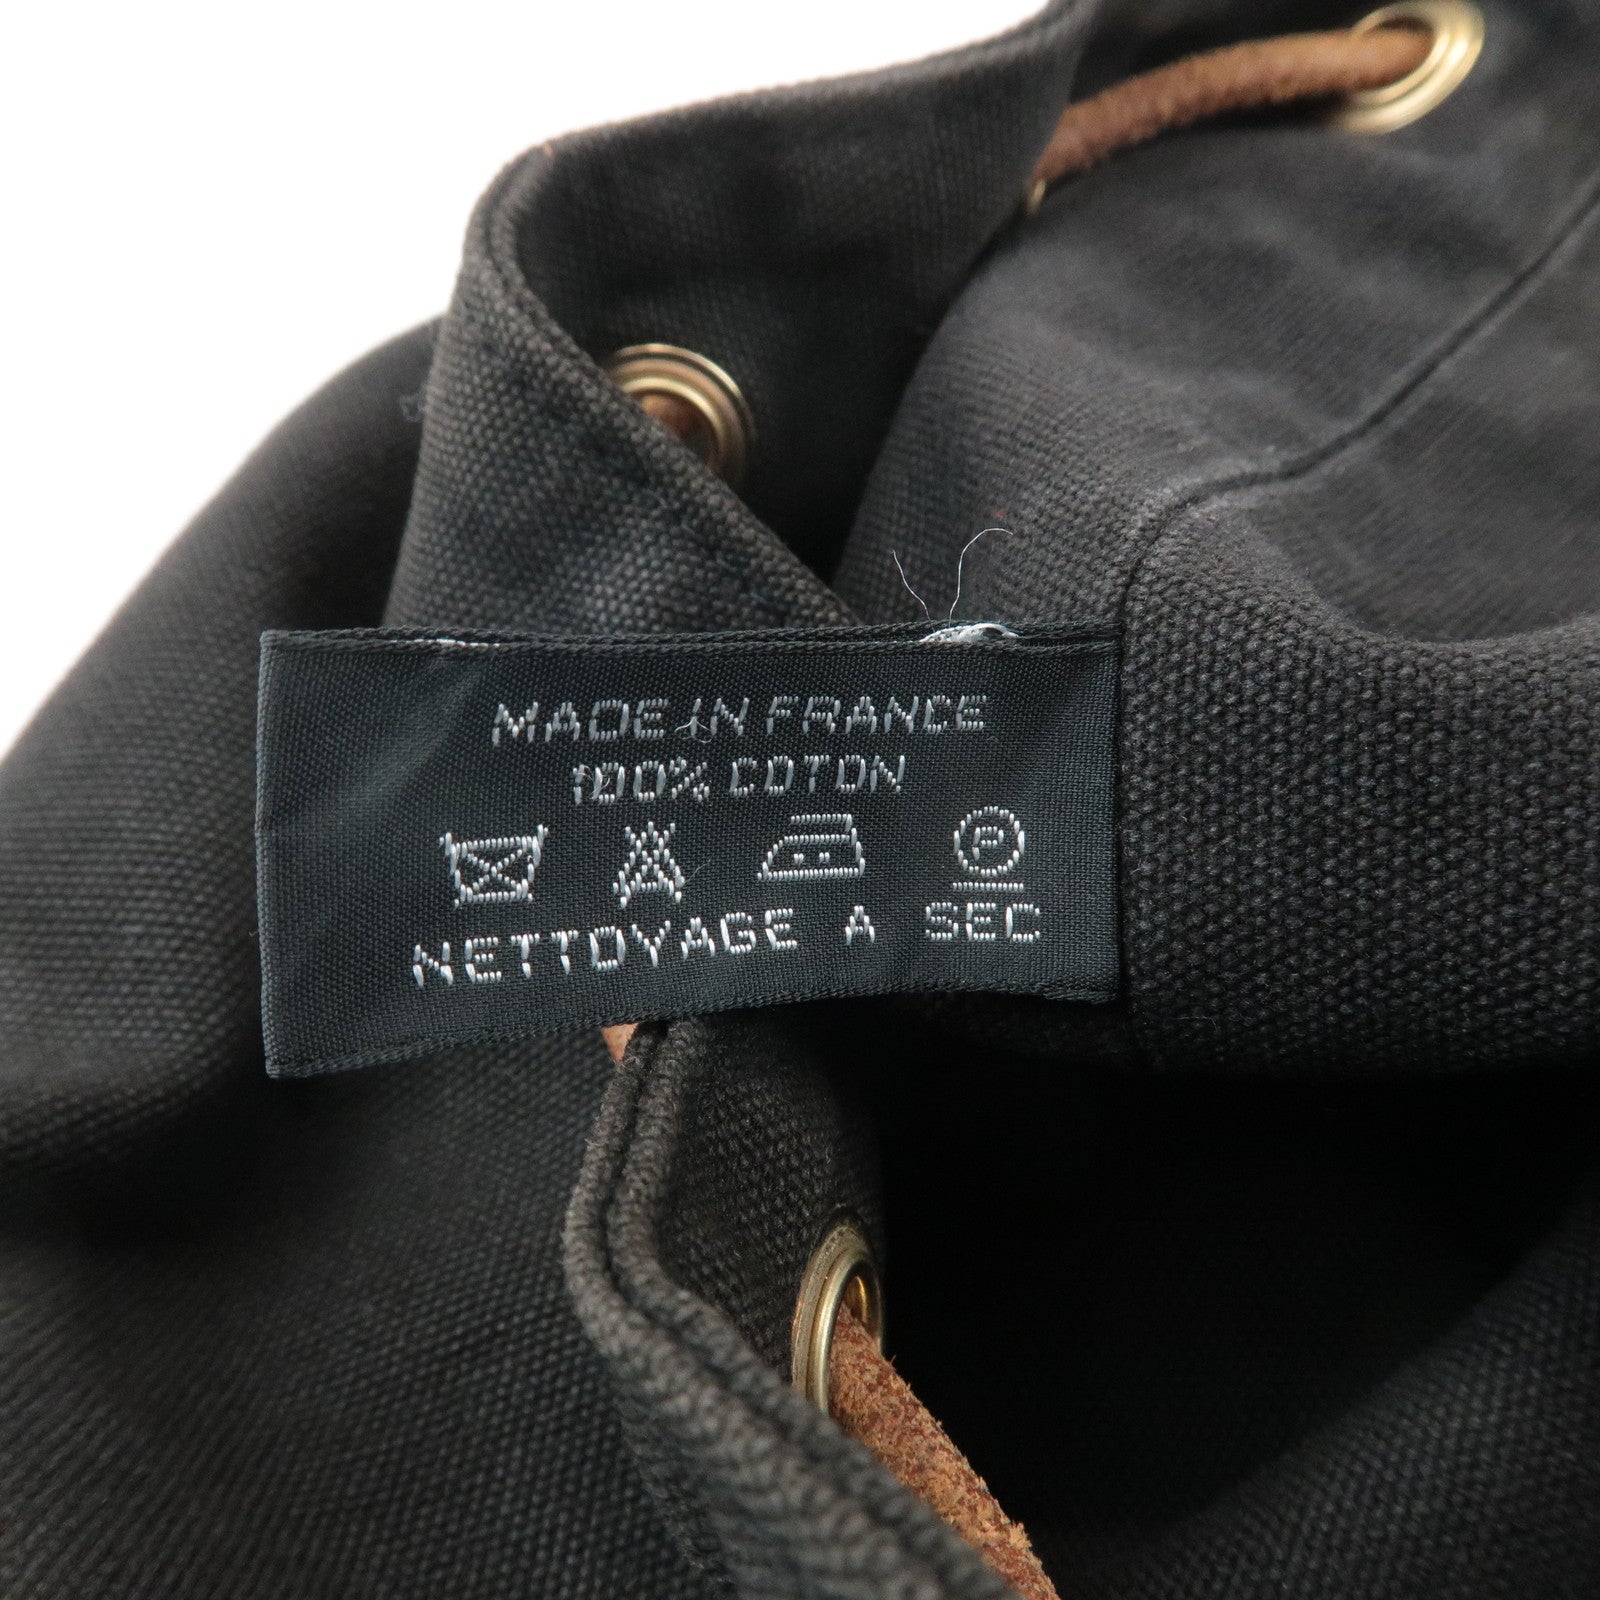 MADE IN FRANCE
100% COTON
P
NETTOYAGE A SEC